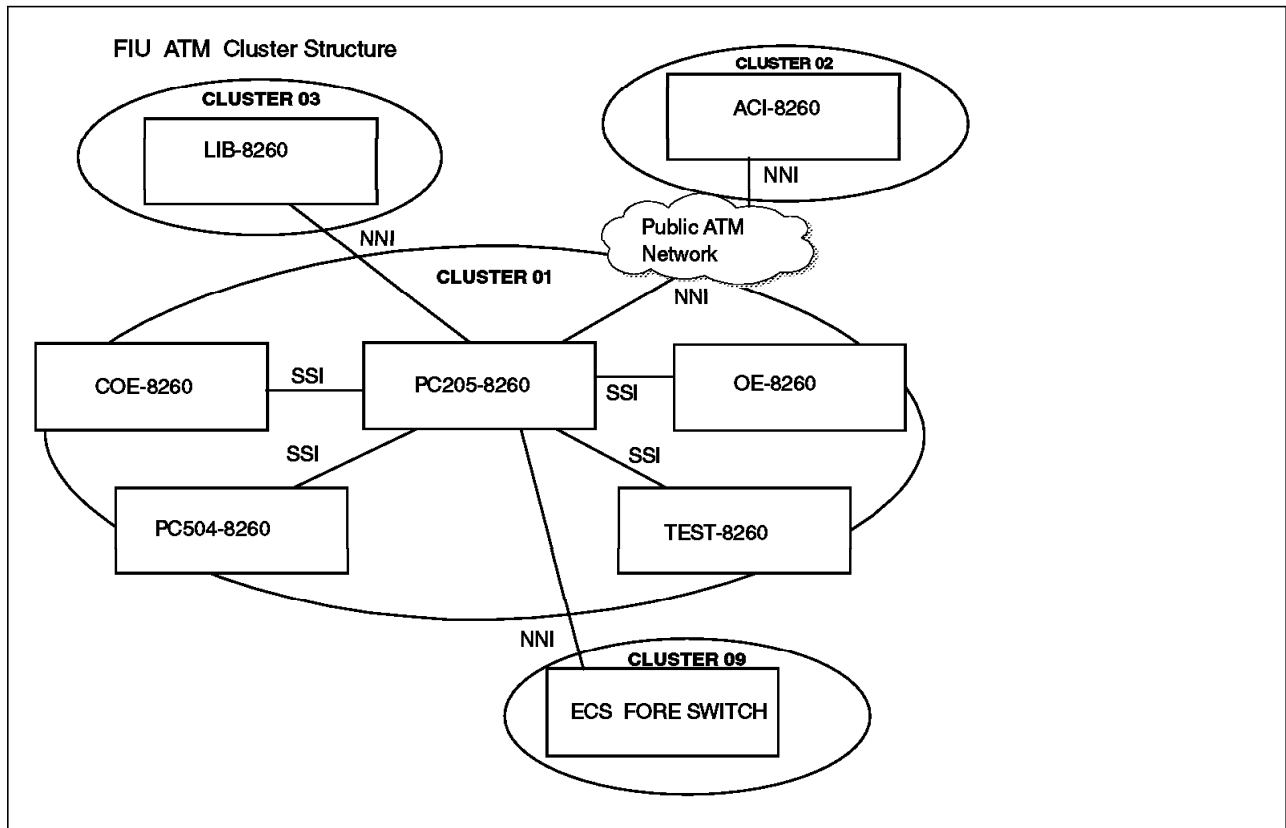 FIU ATM Cluster Structure
CLUSTER 02
CLUSTER 03
ACI-8260
LIB-8260
NNI
Public ATM
Network
NNI
CLUSTER 01
NNI
COE-8260
SSI
PC205-8260
SSI
OE-8260
SSI
SSI
PC504-8260
TEST-8260
NNI
CLUSTER 09
ECS FORE SWITCH